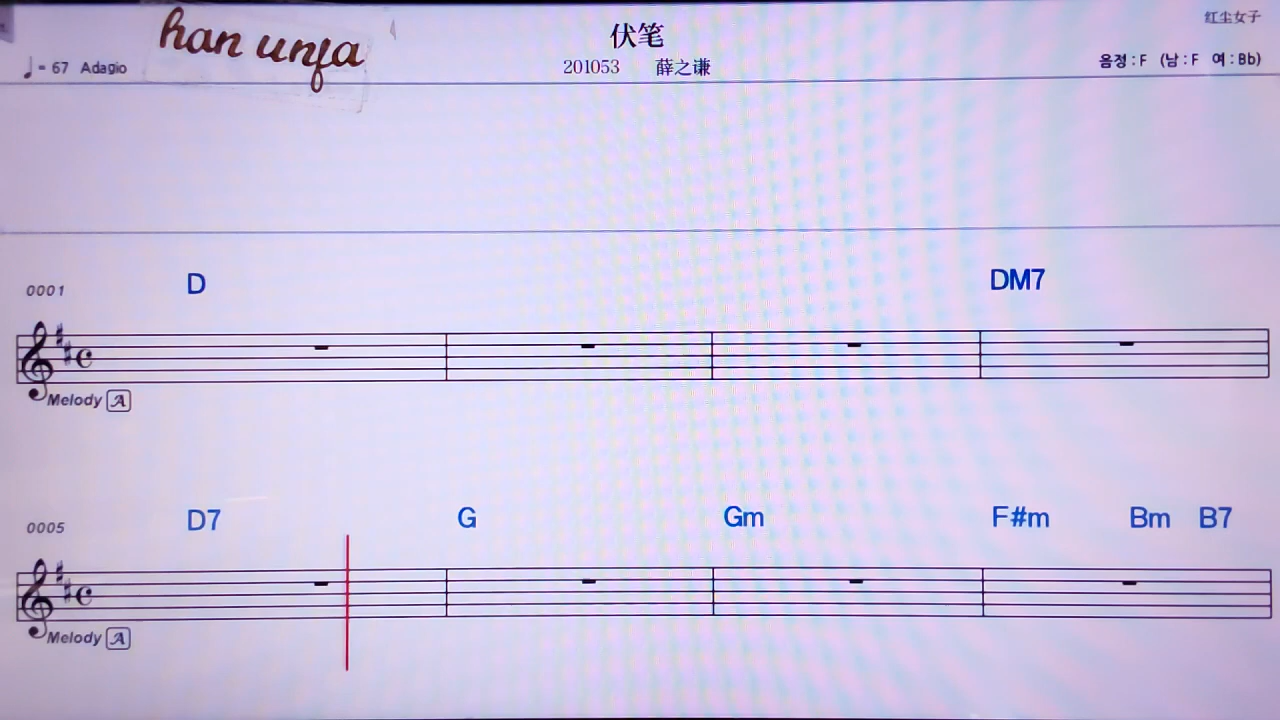 han unfa
伏笔
红尘女子
♩= 67 Adagio
201053 薛之谦
음정 : F (남 : F 여 : Bb)
0001 D DM7
Melody A
0005 D7 G Gm F#m Bm B7
Melody A